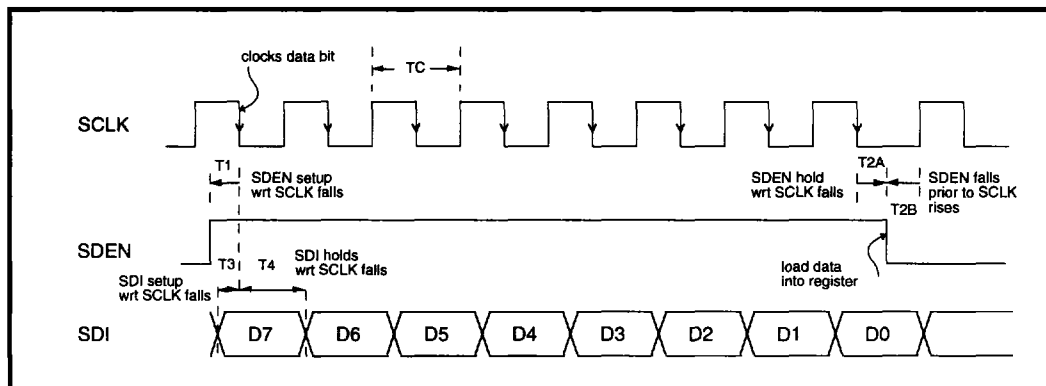 clocks data bit
TC
SCLK
T1
SDEN setup
wrt SCLK falls
SDEN hold
wrt SCLK falls
T2A
SDEN falls
prior to SCLK
rises
T2B
SDEN
T3
T4
SDI holds
wrt SCLK falls
SDI setup
wrt SCLK falls
load data
into register
SDI
D7
D6
D5
D4
D3
D2
D1
D0